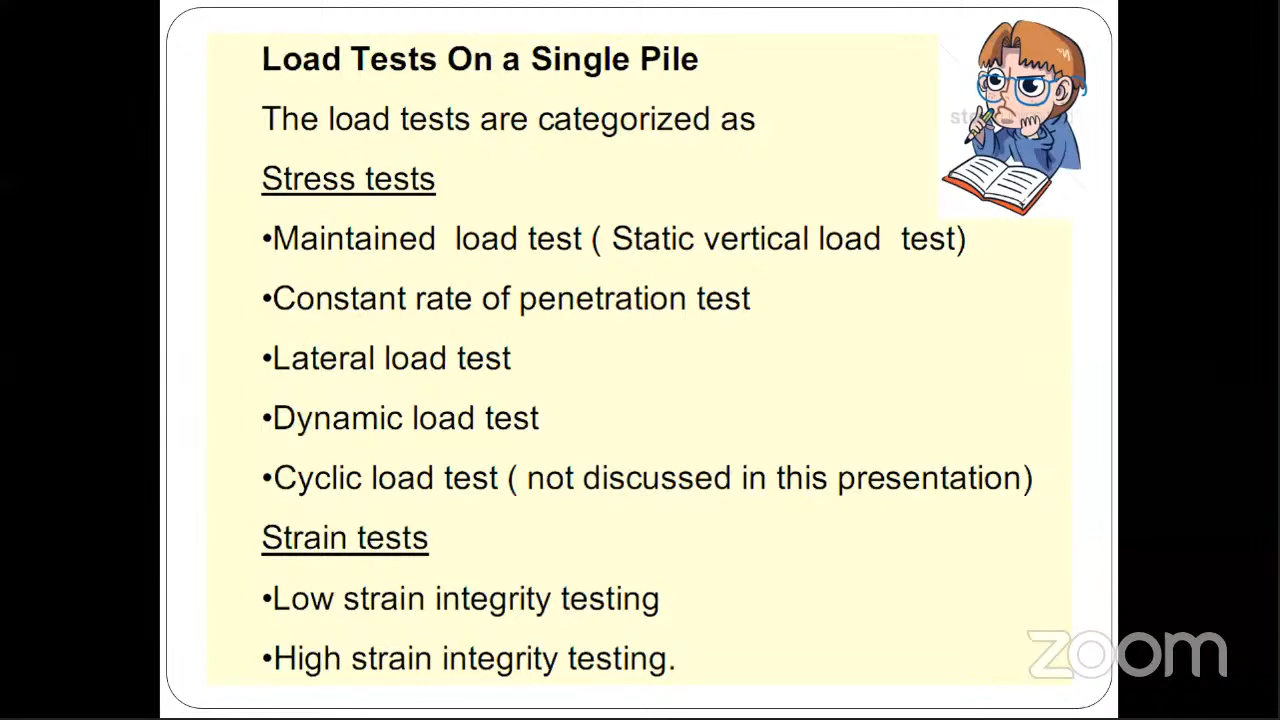 Load Tests On a Single Pile
The load tests are categorized as
Stress tests
•Maintained load test ( Static vertical load test)
•Constant rate of penetration test
•Lateral load test
•Dynamic load test
•Cyclic load test ( not discussed in this presentation)
Strain tests
•Low strain integrity testing
•High strain integrity testing.
zoom